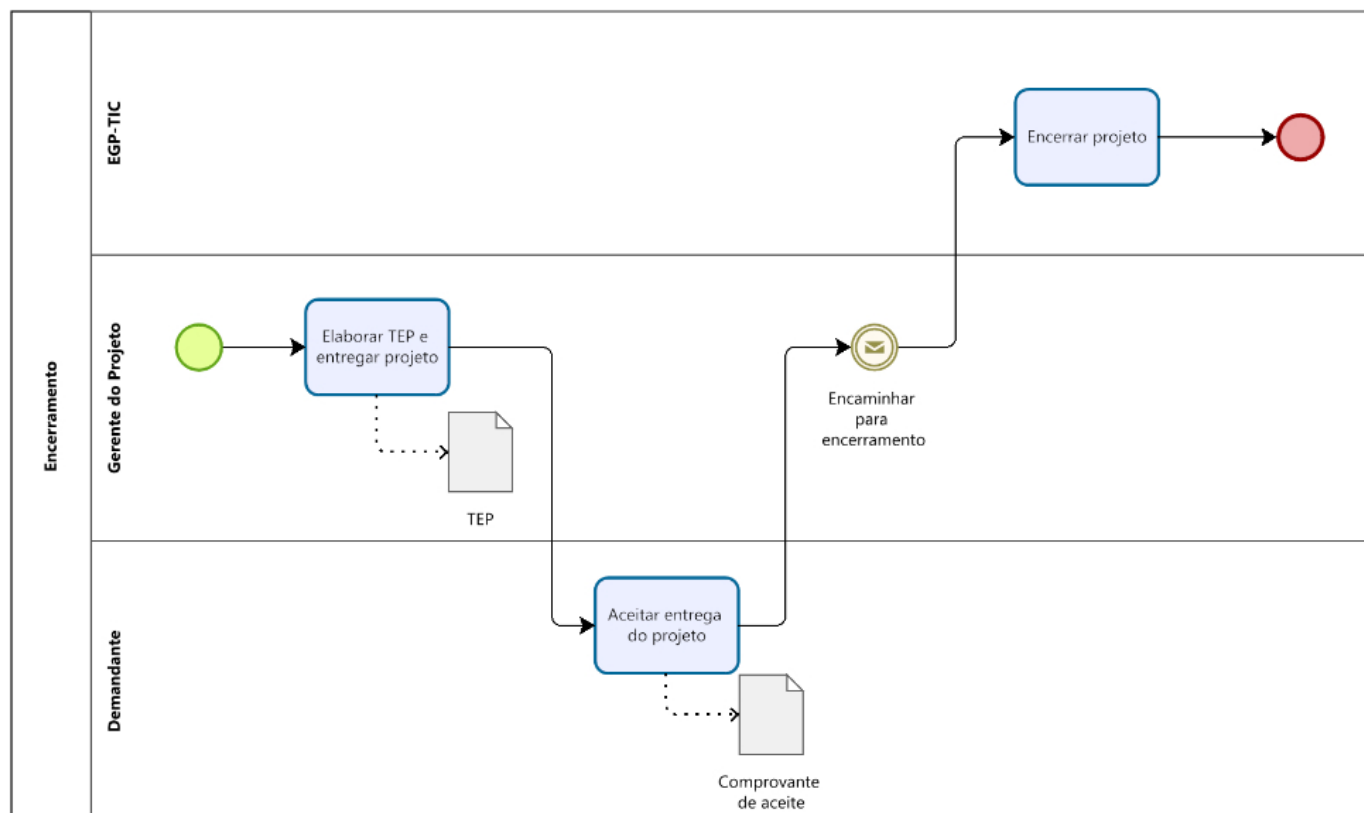 Encerramento
EGP-TIC
Encerrar projeto
Gerente do Projeto
Elaborar TEP e
entregar projeto
TEP
Encaminhar
para
encerramento
Demandante
Aceitar entrega
do projeto
Comprovante
de aceite